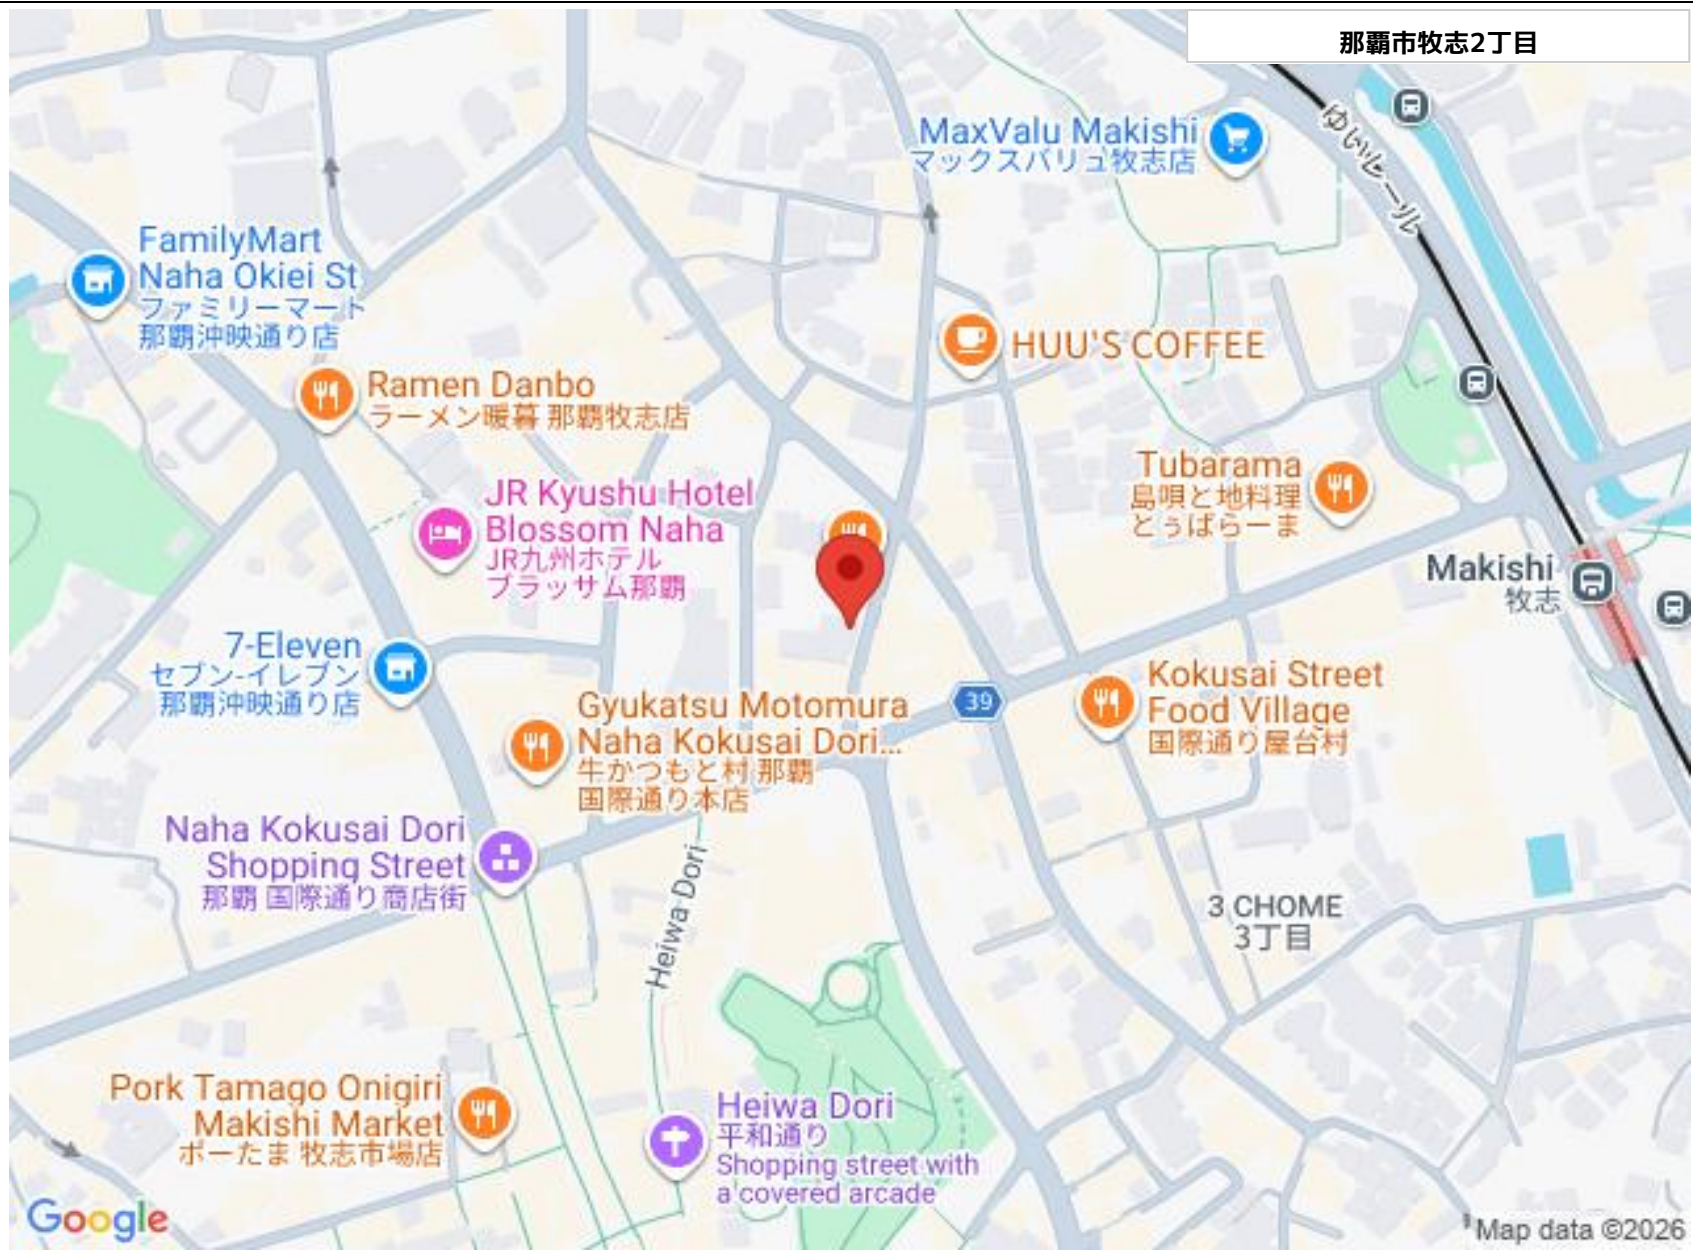 那覇市牧志2丁目
MaxValu Makishi
マックスバリュ牧志店
ゆいレール
FamilyMart
Naha Okiei St
ファミリーマート
那覇沖映通り店
HUU'S COFFEE
Ramen Danbo
ラーメン暖暮 那覇牧志店
Tubarama
島唄と地料理
とぅばらーま
JR Kyushu Hotel
Blossom Naha
JR九州ホテル
ブラッサム那覇
Makishi
牧志
7-Eleven
セブン-イレブン
那覇沖映通り店
Kokusai Street
Food Village
国際通り屋台村
39
Gyukatsu Motomura
Naha Kokusai Dori...
牛かつもと村 那覇
国際通り本店
Naha Kokusai Dori
Shopping Street
那覇 国際通り商店街
Heiwa Dori
3 CHOME
3丁目
Pork Tamago Onigiri
Makishi Market
ポーたま 牧志市場店
Heiwa Dori
平和通り
Shopping street with
a covered arcade
Google
Map data ©2026